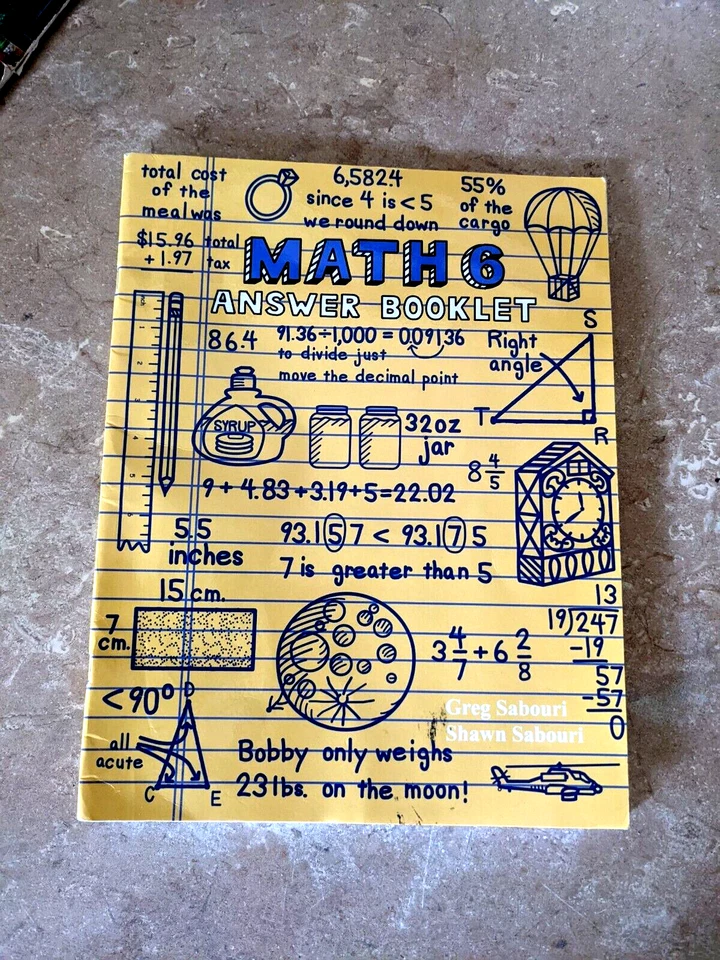 total cost
of the
meal was
$15.96 total
+ 1.97 tax
6,582.4
since 4 is < 5
we round down
55%
of the
cargo
MATH 6
ANSWER BOOKLET
86.4
91.36 ÷ 1,000 = 0.09136
to divide just
move the decimal point
Right
angle
S
T
R
SYRUP
32oz
jar
8 4/5
9 + 4.83 + 3.19 + 5 = 22.02
5.5
inches
93.157 < 93.175
7 is greater than 5
15 cm.
7
cm.
3 4/7 + 6 2/8
13
19)247
-19
57
-57
0
<90°
D
all
acute
C
E
Greg Sabouri
Shawn Sabouri
Bobby only weighs
23 lbs. on the moon!